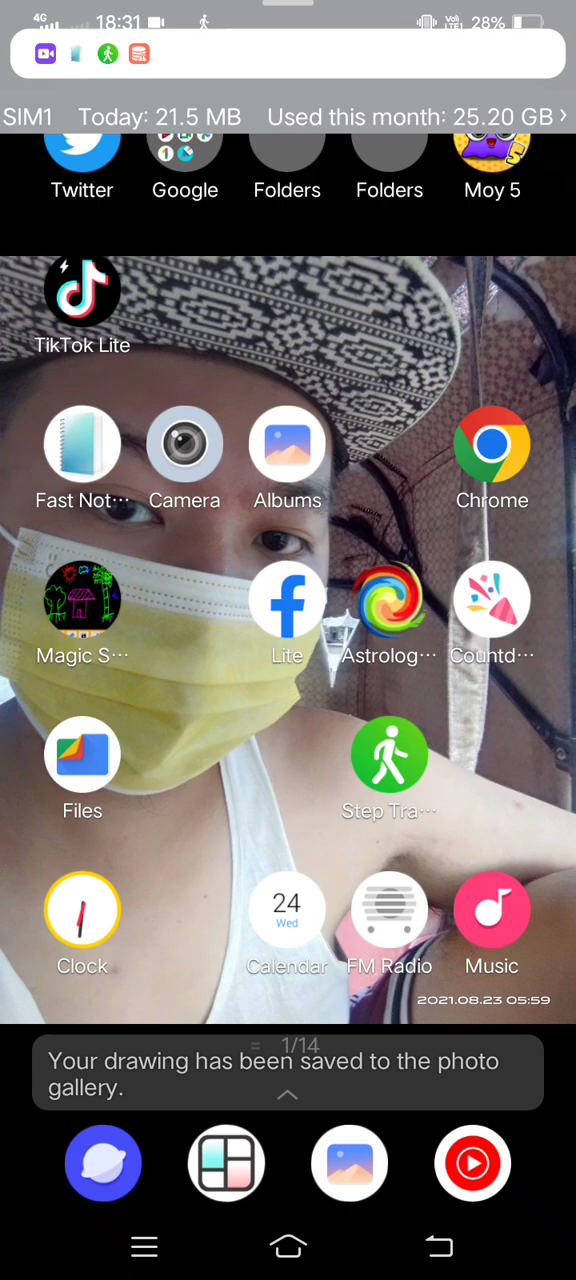 4G 18:31 Voll LTE1 28%
SIM1 Today: 21.5 MB Used this month: 25.20 GB ›
Twitter Google Folders Folders Moy 5
TikTok Lite
Fast Not··· Camera Albums Chrome
Magic S··· Lite Astrolog··· Countd···
Files Step Tra···
24
Wed
Clock Calendar FM Radio Music
2021.08.23 05:59
1/14
Your drawing has been saved to the photo
gallery.